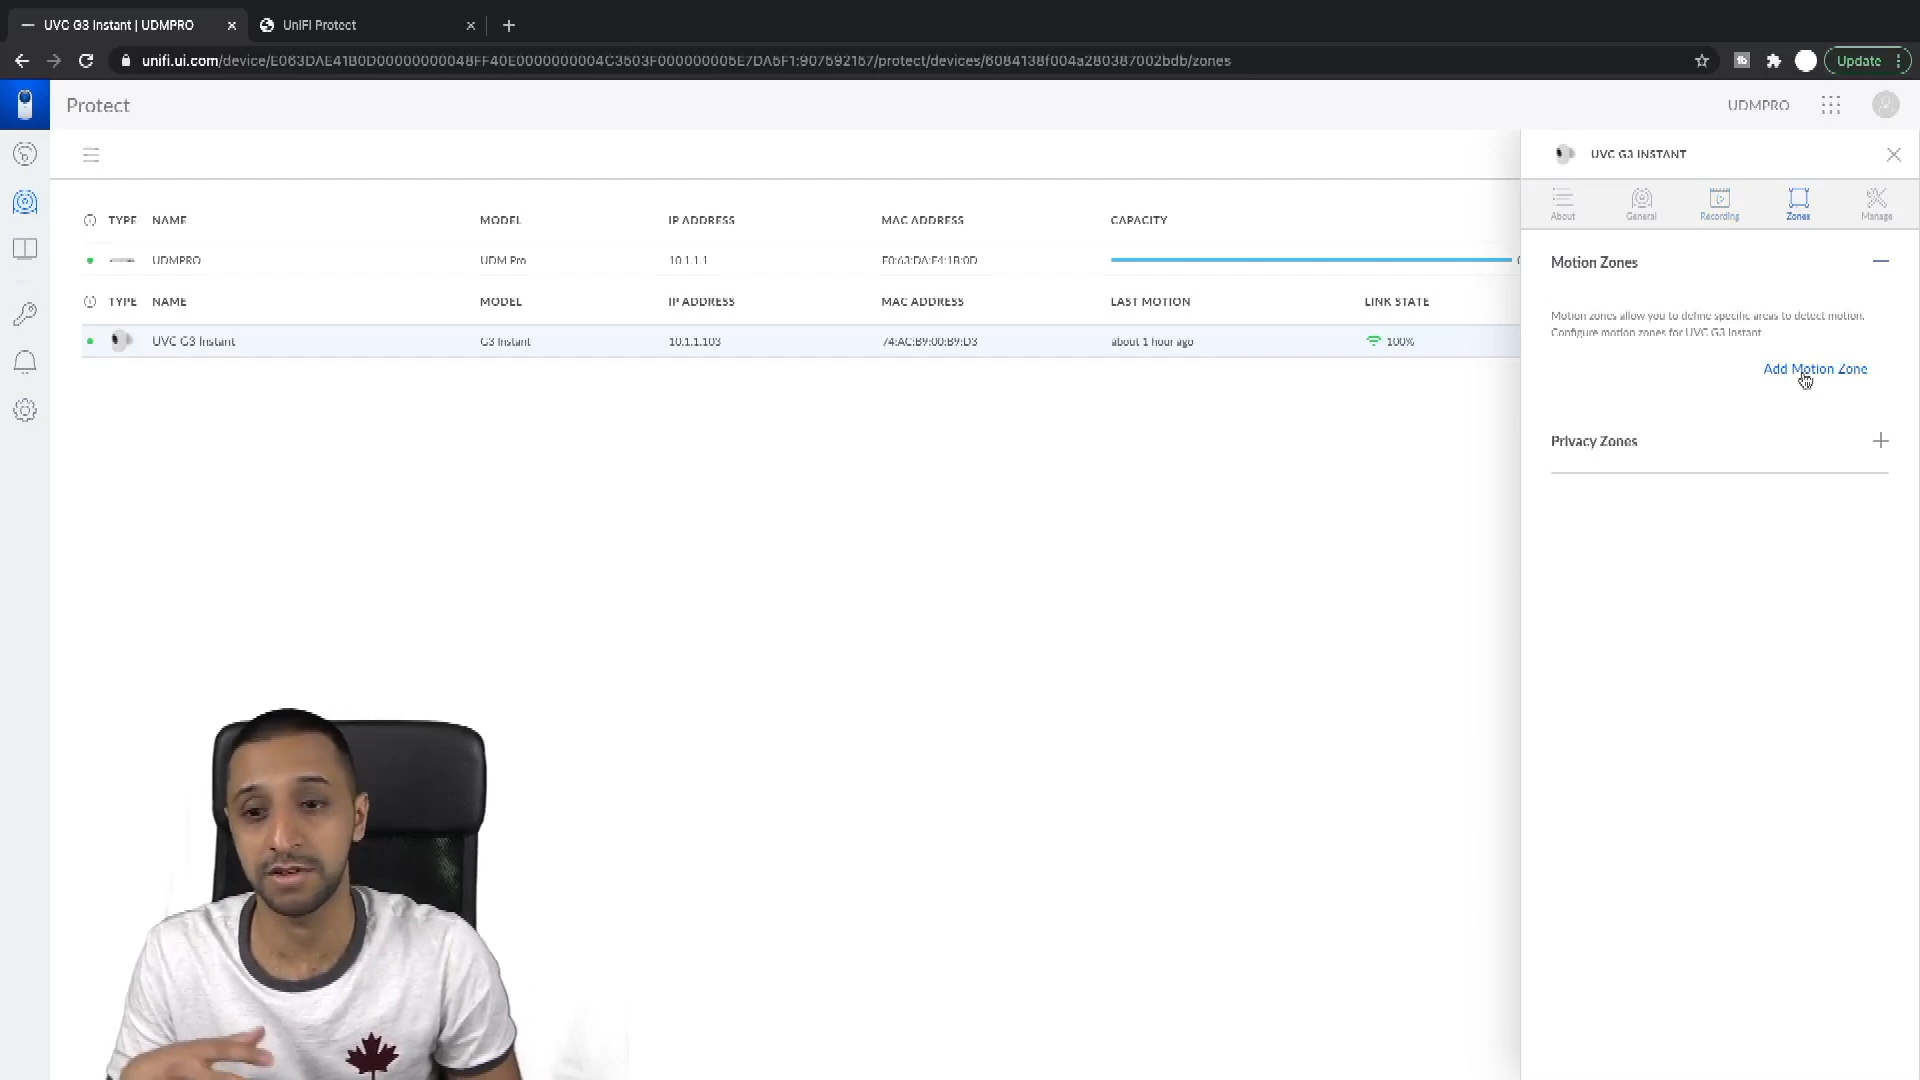 UVC G3 Instant | UDMPRO
UniFi Protect
unifi.ui.com/device/E063DAE41B0D00000000048FF40E0000000004C3503F000000005E7DA5F1:907592157/protect/devices/6084138f004a280387002bdb/zones
Update
Protect
UDMPRO
UVC G3 INSTANT
About
General
Recording
Zones
Manage
TYPE NAME MODEL IP ADDRESS MAC ADDRESS CAPACITY
UDMPRO UDM Pro 10.1.1.1 E0:63:DA:E4:1B:0D
TYPE NAME MODEL IP ADDRESS MAC ADDRESS LAST MOTION LINK STATE
UVC G3 Instant G3 Instant 10.1.1.103 74:AC:B9:00:B9:D3 about 1 hour ago 100%
Motion Zones
Motion zones allow you to define specific areas to detect motion.
Configure motion zones for UVC G3 Instant
Add Motion Zone
Privacy Zones